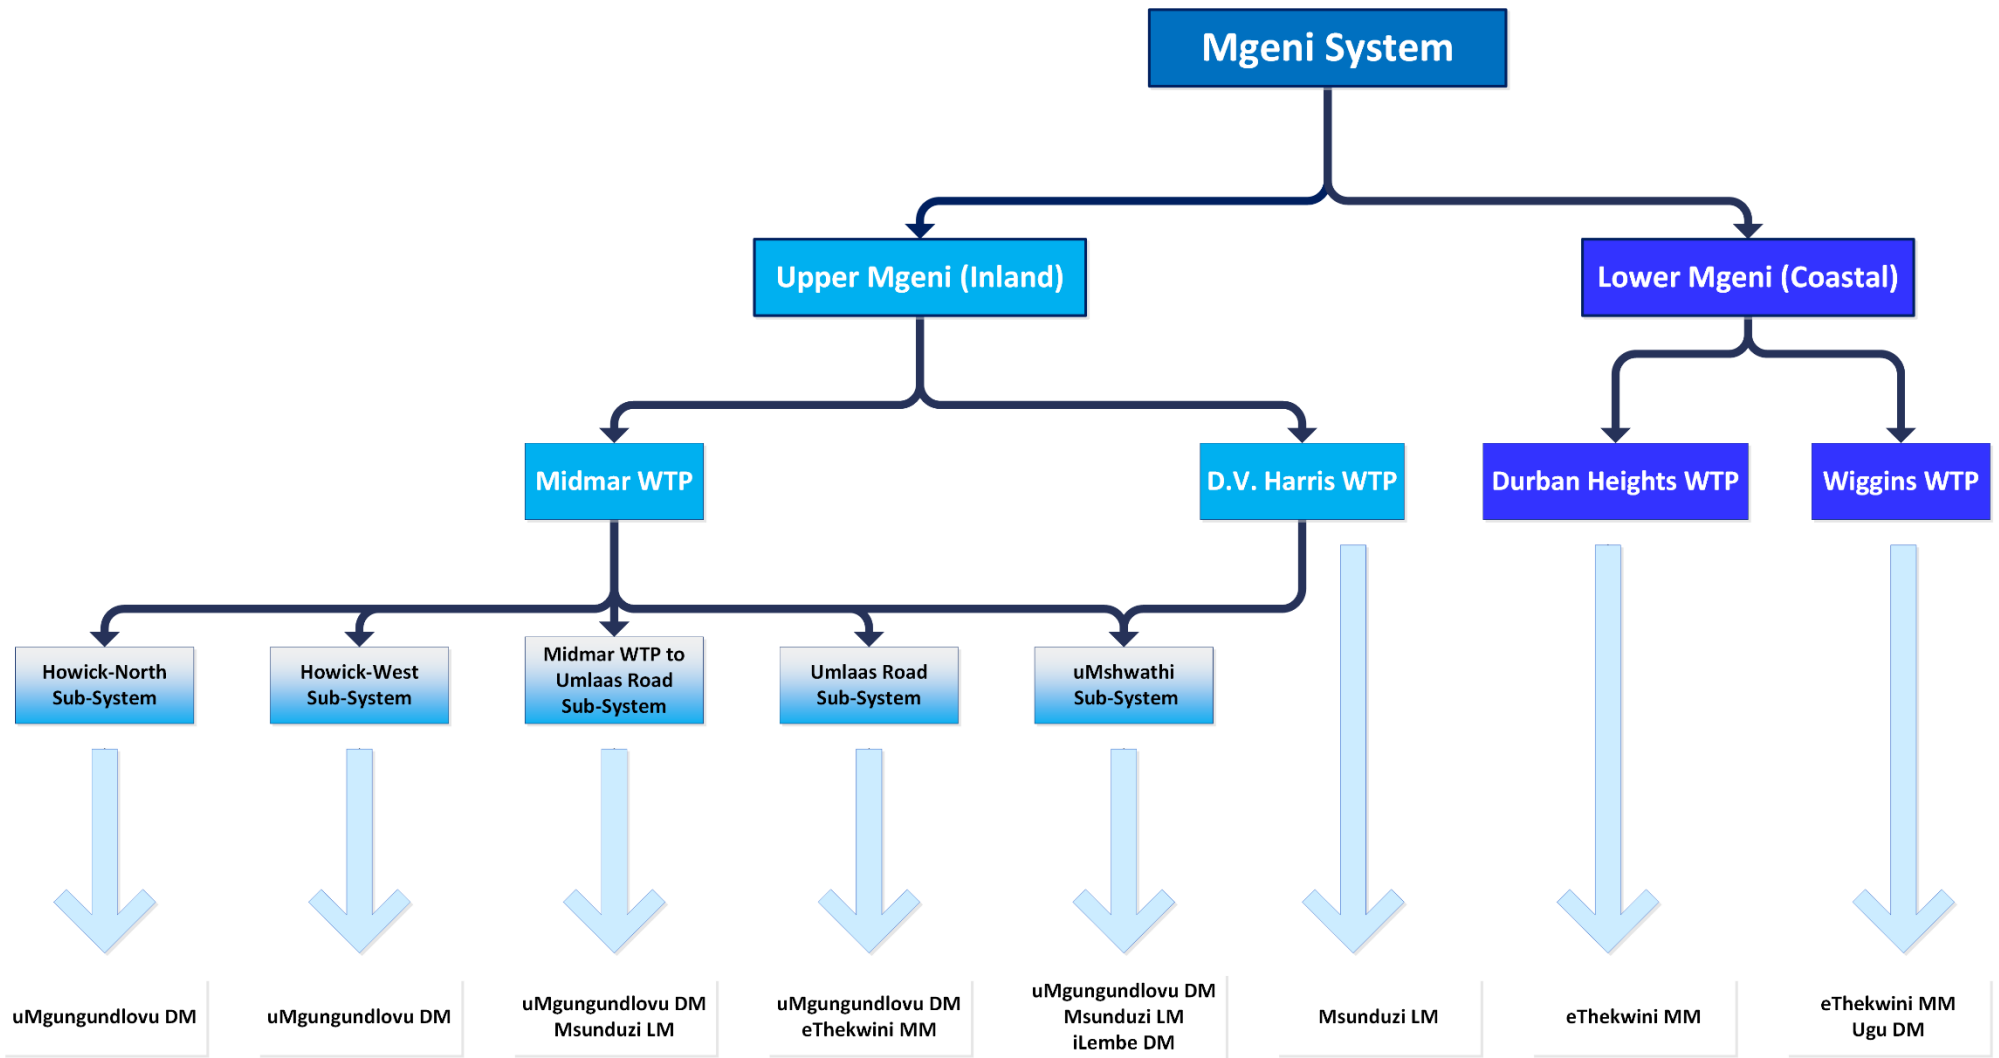 Mgeni System
Upper Mgeni (Inland)
Lower Mgeni (Coastal)
Midmar WTP
D.V. Harris WTP
Durban Heights WTP
Wiggins WTP
Howick-North
Sub-System
Howick-West
Sub-System
Midmar WTP to
Umlaas Road
Sub-System
Umlaas Road
Sub-System
uMshwathi
Sub-System
uMgungundlovu DM
uMgungundlovu DM
uMgungundlovu DM
Msunduzi LM
uMgungundlovu DM
eThekwini MM
uMgungundlovu DM
Msunduzi LM
iLembe DM
Msunduzi LM
eThekwini MM
eThekwini MM
Ugu DM